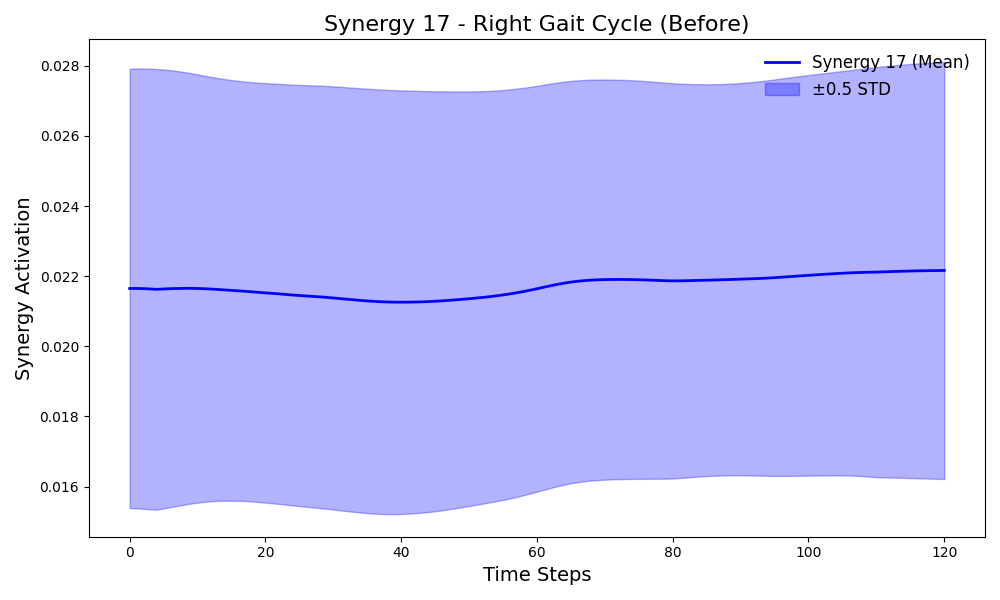 Synergy 17 - Right Gait Cycle (Before)
Synergy 17 (Mean)
±0.5 STD
Synergy Activation
0.028
0.026
0.024
0.022
0.020
0.018
0.016
0 20 40 60 80 100 120
Time Steps